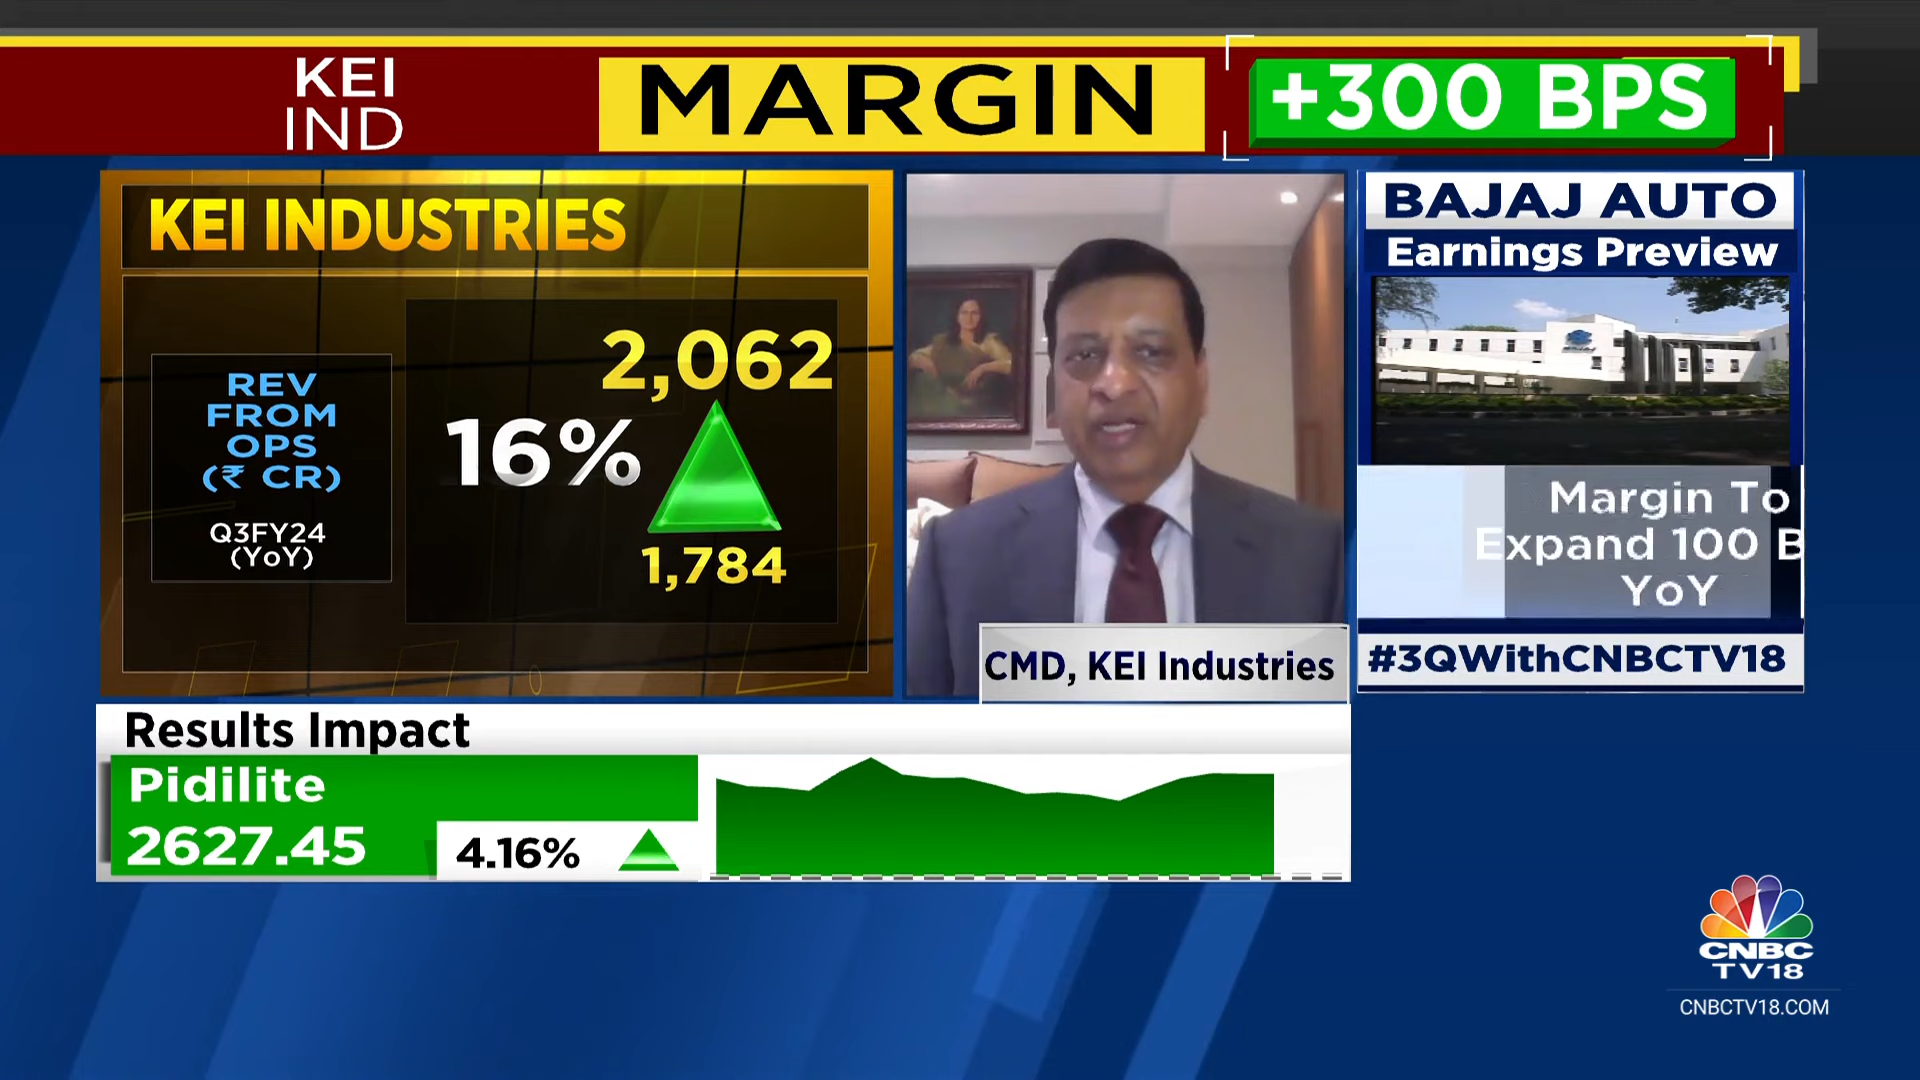 KEI
IND
MARGIN
+300 BPS
KEI INDUSTRIES
REV
FROM
OPS
(₹ CR)
Q3FY24
(YoY)
2,062
16%
1,784
CMD, KEI Industries
BAJAJ AUTO
Earnings Preview
Margin To
Expand 100 B
YoY
#3QWithCNBCTV18
Results Impact
Pidilite
2627.45
4.16%
CNBC
TV18
CNBCTV18.COM